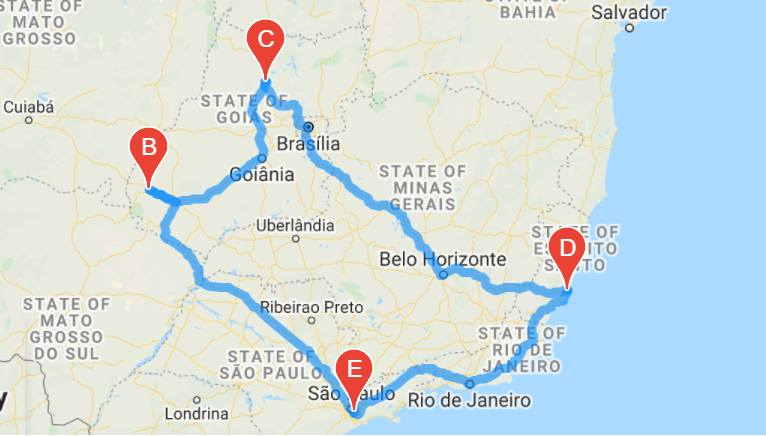 STATE OF
MATO
GROSSO
STATE OF
BAHIA
Salvador
C
Cuiabá
STATE OF
GOIÁS
Brasília
B
Goiânia
STATE OF
MINAS
GERAIS
Uberlândia
STATE OF
ESPÍRITO
SANTO
D
Belo Horizonte
STATE OF
MATO
GROSSO
DO SUL
Ribeirao Preto
STATE OF
RIO DE
JANEIRO
STATE OF
SÃO PAULO
E
São Paulo
Rio de Janeiro
Londrina
y